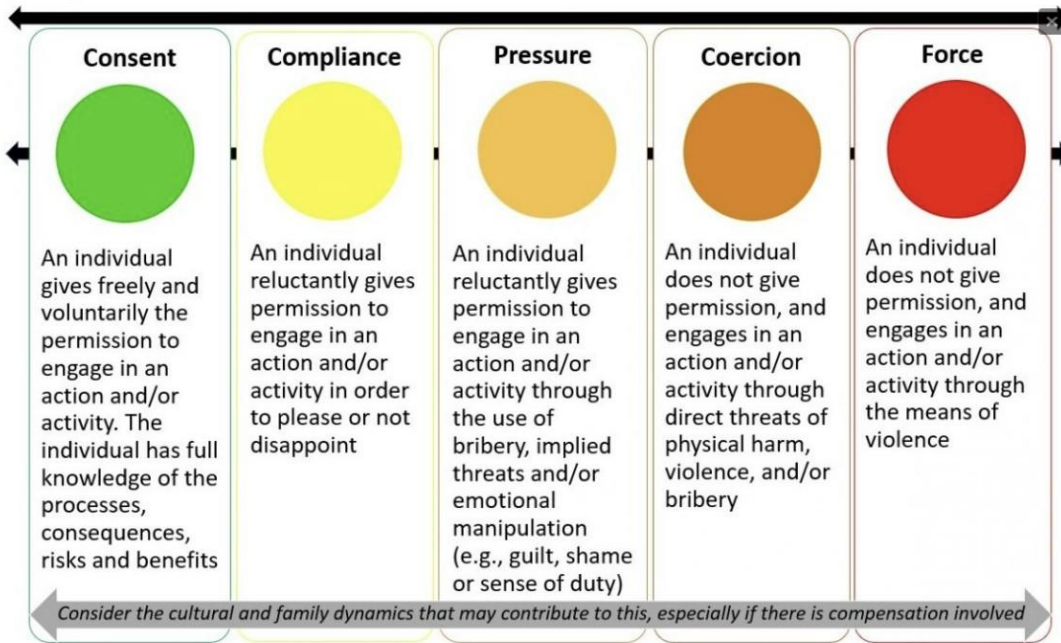 Consent
An individual
gives freely and
voluntarily the
permission to
engage in an
action and/or
activity. The
individual has full
knowledge of the
processes,
consequences,
risks and benefits
Compliance
An individual
reluctantly gives
permission to
engage in an
action and/or
activity in order
to please or not
disappoint
Pressure
An individual
reluctantly gives
permission to
engage in an
action and/or
activity through
the use of
bribery, implied
threats and/or
emotional
manipulation
(e.g., guilt, shame
or sense of duty)
Coercion
An individual
does not give
permission, and
engages in an
action and/or
activity through
direct threats of
physical harm,
violence, and/or
bribery
Force
An individual
does not give
permission, and
engages in an
action and/or
activity through
the means of
violence
Consider the cultural and family dynamics that may contribute to this, especially if there is compensation involved